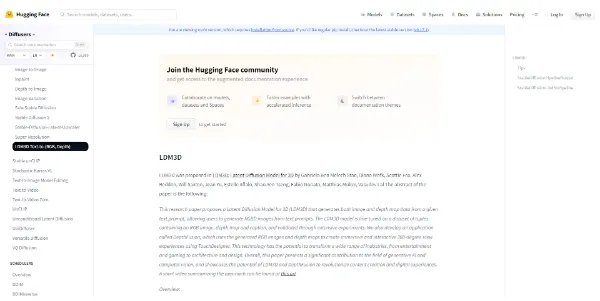 Hugging Face
Search models, datasets, users...
Models
Datasets
Spaces
Docs
Solutions
Pricing
Log In
Sign Up
Diffusers
Search documentation
EN
Image-to-image
Inpaint
Depth-to-image
Image variation
Safe Stable Diffusion
Stable Diffusion 2
Stable Diffusion Latent Upscaler
Super Resolution
LDM3D Text-to-(RGB, Depth)
Stable unCLIP
Stochastic Karras VE
Text-to-image Model Editing
Text-to-Video
Text-to-Video Zero
UnCLIP
Unconditional Latent Diffusion
UniDiffuser
Versatile Diffusion
VQ Diffusion
SCHEDULERS
Overview
DDIM
Join the Hugging Face community
and get access to the augmented documentation experience
Collaborate on models, datasets and Spaces
Faster examples with accelerated inference
Switch between documentation themes
Sign Up
to get started
LDM3D
LDM3D was proposed in LDM3D: Latent Diffusion Model for 3D by Gabriela Ben Melech Stan, Diana Wofk, Scottie Fox, Alex
Redden, Will Saxton, Jean Yu, Estelle Aflalo, Shao-Yen Tseng, Fabio Nonato, Matthias Muller, Vasudev Lal The abstract of the
paper is the following:
This research paper proposes a Latent Diffusion Model for 3D (LDM3D) that generates both image and depth map data from a given
text prompt, allowing users to generate RGBD images from text prompts. The LDM3D model is fine-tuned on a dataset of tuples
containing an RGB image, depth map and caption, and validated through extensive experiments. We also develop an application
called DepthFusion, which uses the generated RGB images and depth maps to create immersive and interactive 360-degree-view
experiences using TouchDesigner. This technology has the potential to transform a wide range of industries, from entertainment
and gaming to architecture and design. Overall, this paper presents a significant contribution to the field of generative AI and
computer vision, and showcases the potential of LDM3D and DepthFusion to revolutionize content creation and digital experiences.
A short video summarizing the approach can be found at this url.
Overview:
LDM3D
Tips